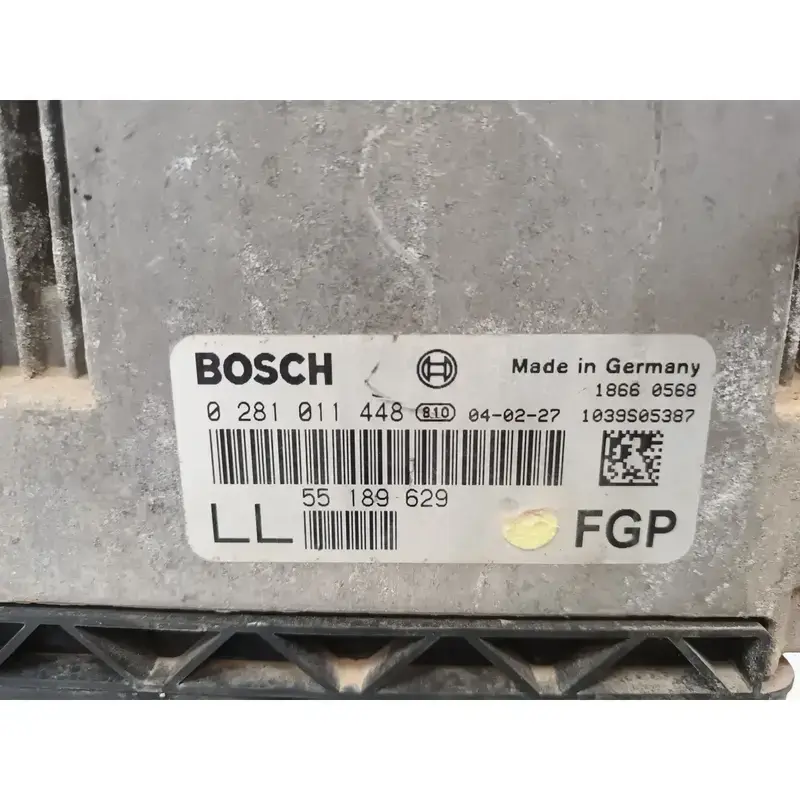 BOSCH Made in Germany
1866 0568
0 281 011 448 810 04-02-27 1039S05387
55 189 629
LL FGP